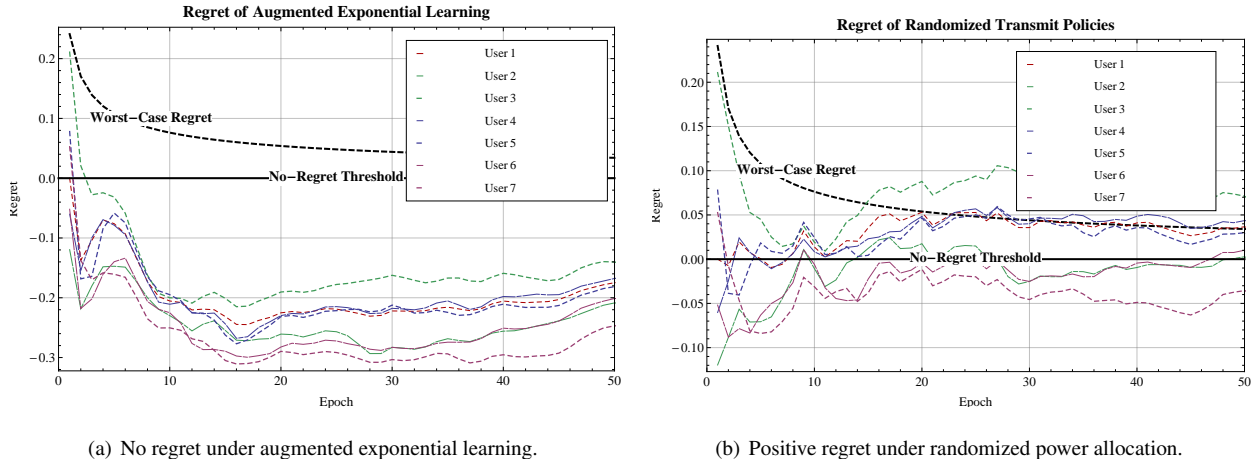 Regret of Augmented Exponential Learning
0.2
0.1
0.0
−0.1
−0.2
−0.3
Regret
0
10
20
30
40
50
Epoch
Worst−Case Regret
No−Regret Threshold
User 1
User 2
User 3
User 4
User 5
User 6
User 7
(a) No regret under augmented exponential learning.
Regret of Randomized Transmit Policies
0.20
0.15
0.10
0.05
0.00
−0.05
−0.10
Regret
0
10
20
30
40
50
Epoch
Worst−Case Regret
No−Regret Threshold
User 1
User 2
User 3
User 4
User 5
User 6
User 7
(b) Positive regret under randomized power allocation.